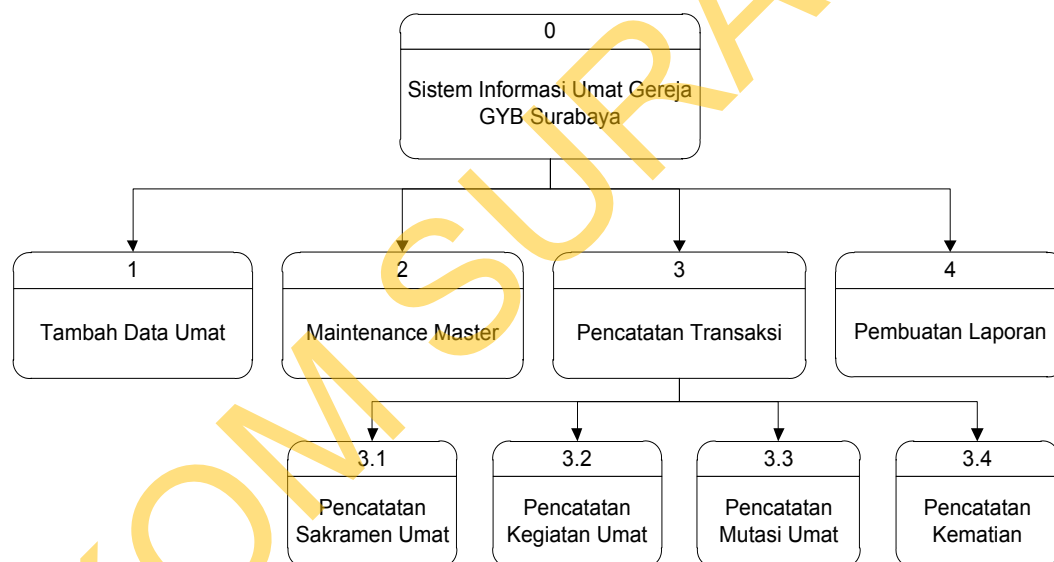 0
Sistem Informasi Umat Gereja
GYB Surabaya
1
2
3
4
Tambah Data Umat
Maintenance Master
Pencatatan Transaksi
Pembuatan Laporan
3.1
3.2
3.3
3.4
Pencatatan
Sakramen Umat
Pencatatan
Kegiatan Umat
Pencatatan
Mutasi Umat
Pencatatan
Kematian
OM SURA